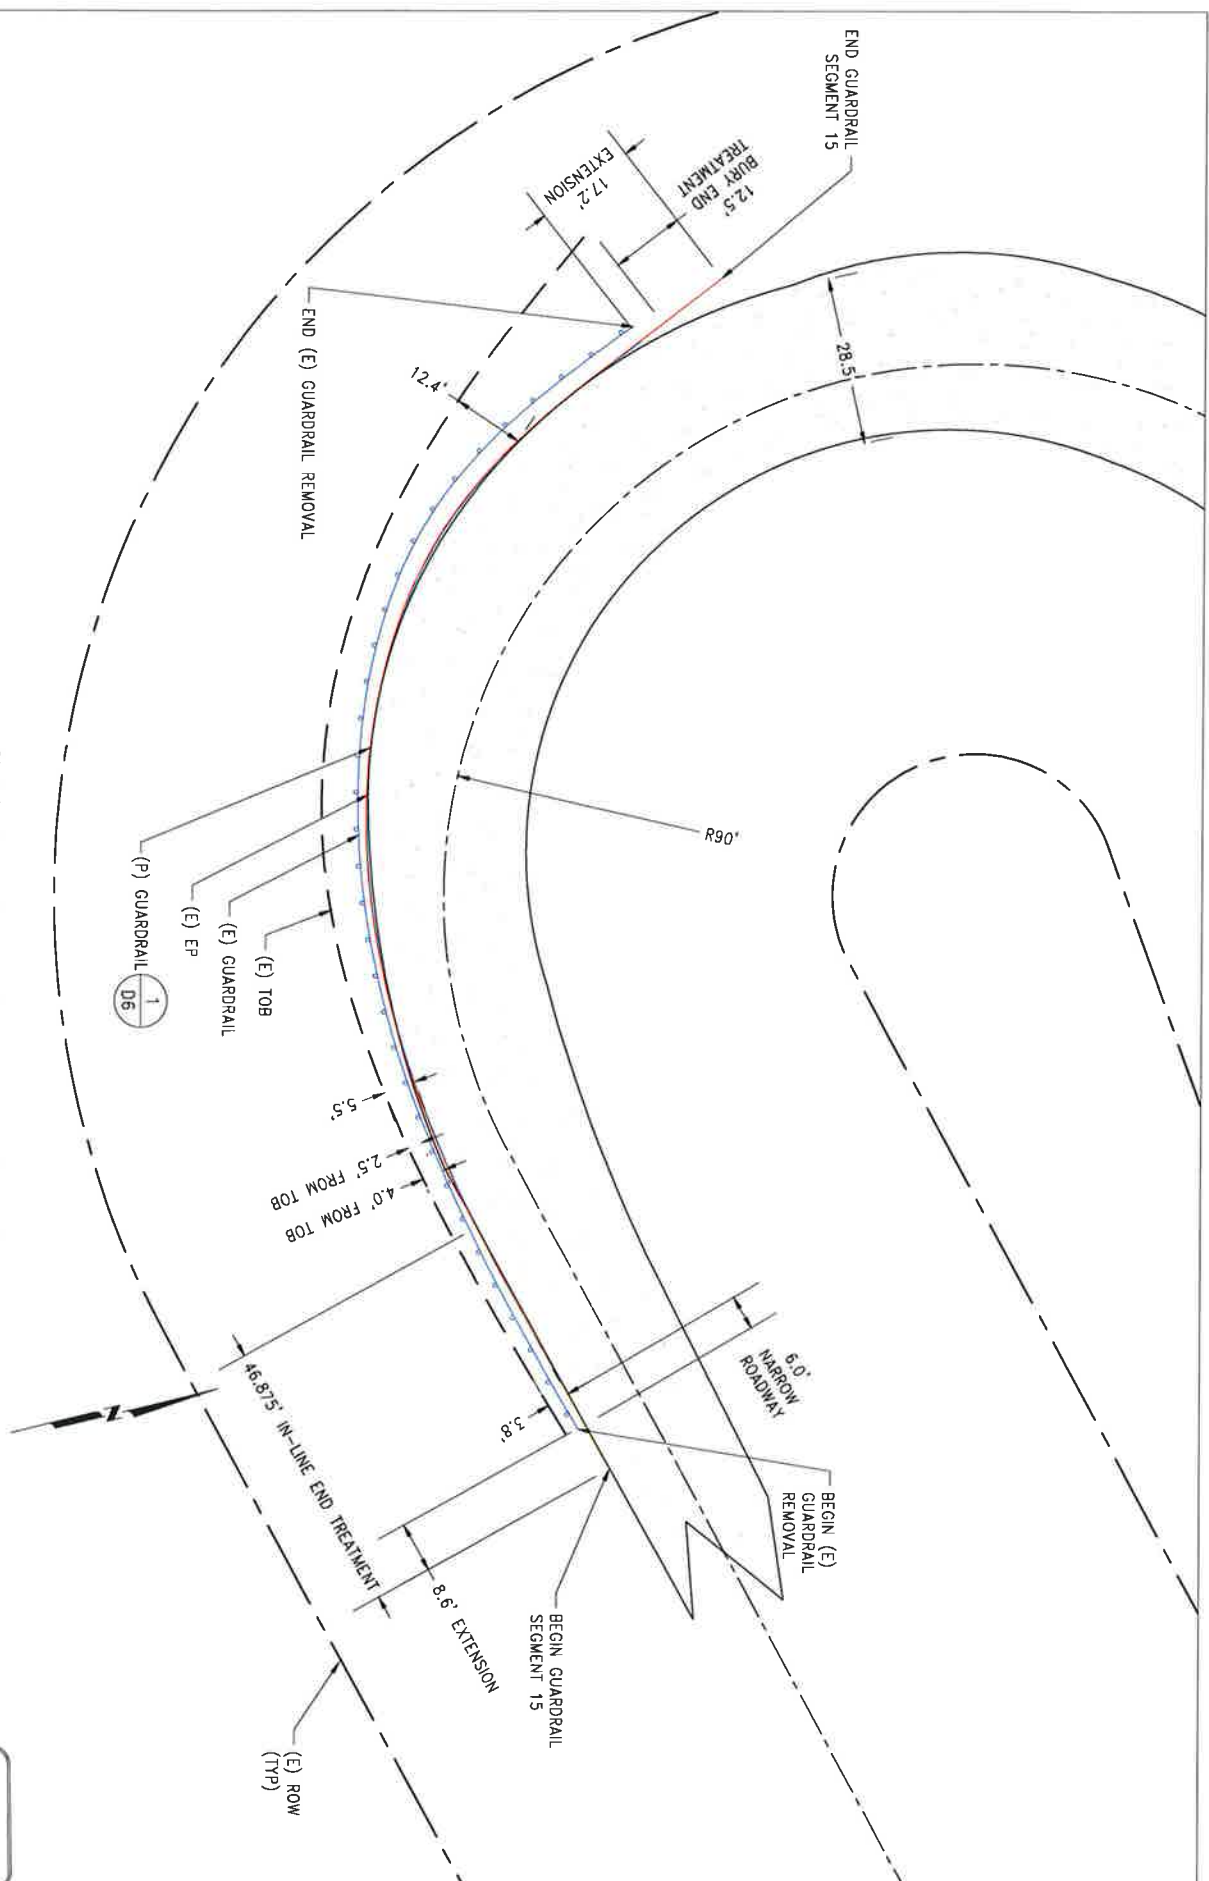 END GUARDRAIL
SEGMENT 15
12.5'
BURY END
TREATMENT
17.2'
EXTENSION
END (E) GUARDRAIL REMOVAL
12.4'
28.5'
R90'
(P) GUARDRAIL
1
D6
(E) EP
(E) GUARDRAIL
(E) TOB
5.5'
2.5' FROM TOB
4.0' FROM TOB
6.0'
NARROW
ROADWAY
3.8'
46.875' IN-LINE END TREATMENT
N
8.6' EXTENSION
BEGIN (E)
GUARDRAIL
REMOVAL
BEGIN GUARDRAIL
SEGMENT 15
(E) ROW
(TYP)